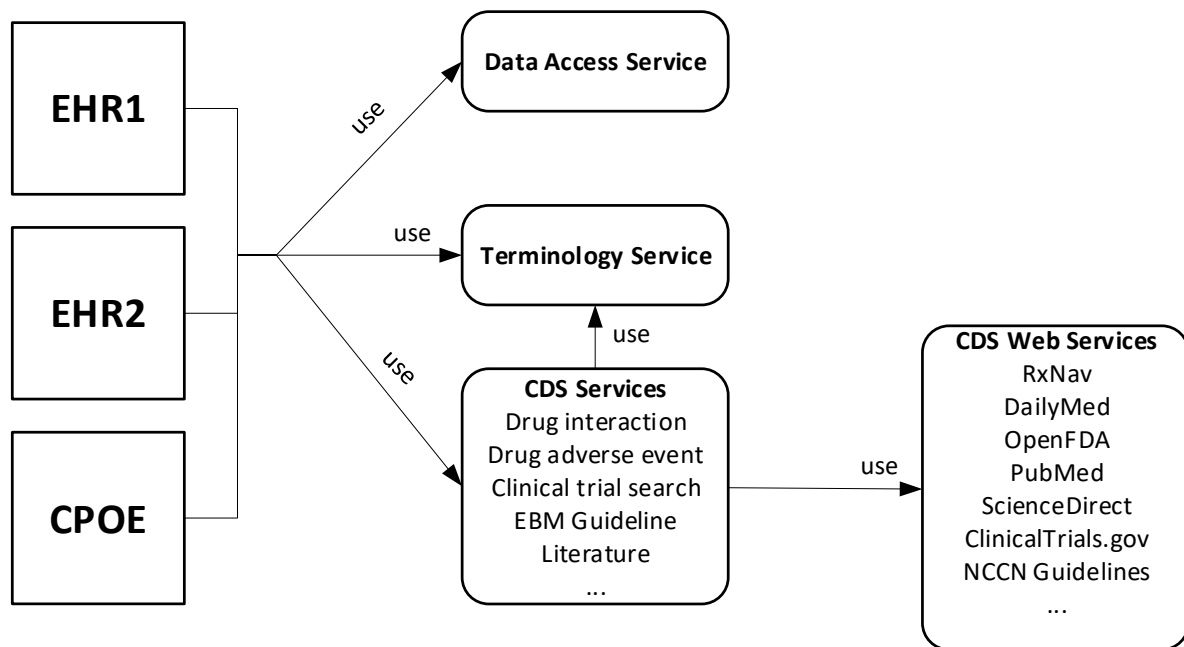 EHR1
EHR2
CPOE
use
use
use
Data Access Service
Terminology Service
use
CDS Services
Drug interaction
Drug adverse event
Clinical trial search
EBM Guideline
Literature
...
use
CDS Web Services
RxNav
DailyMed
OpenFDA
PubMed
ScienceDirect
ClinicalTrials.gov
NCCN Guidelines
...